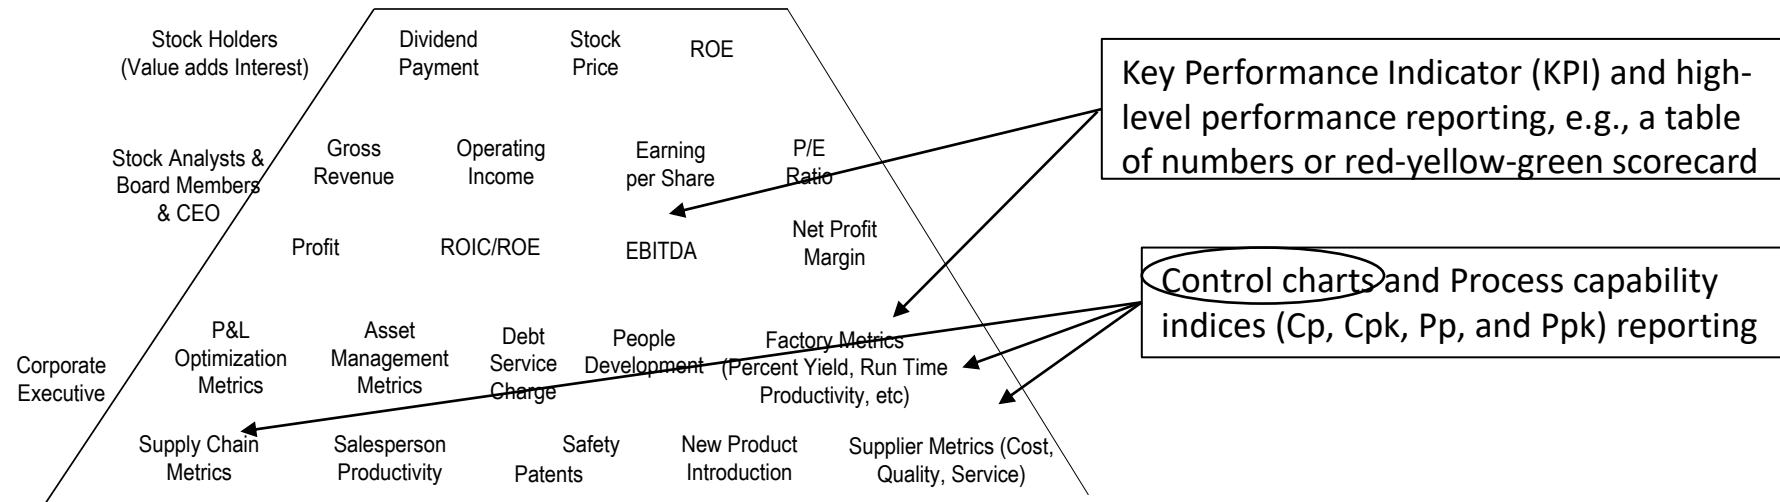 Stock Holders
(Value adds Interest)
Dividend
Payment
Stock
Price
ROE
Key Performance Indicator (KPI) and high-
level performance reporting, e.g., a table
of numbers or red-yellow-green scorecard
Stock Analysts &
Board Members
& CEO
Gross
Revenue
Operating
Income
Earning
per Share
P/E
Ratio
Profit
ROIC/ROE
EBITDA
Net Profit
Margin
Control charts and Process capability
indices (Cp, Cpk, Pp, and Ppk) reporting
Corporate
Executive
P&L
Optimization
Metrics
Asset
Management
Metrics
Debt
Service
Charge
People
Development
Factory Metrics
(Percent Yield, Run Time
Productivity, etc)
Supply Chain
Metrics
Salesperson
Productivity
Safety
Patents
New Product
Introduction
Supplier Metrics (Cost,
Quality, Service)